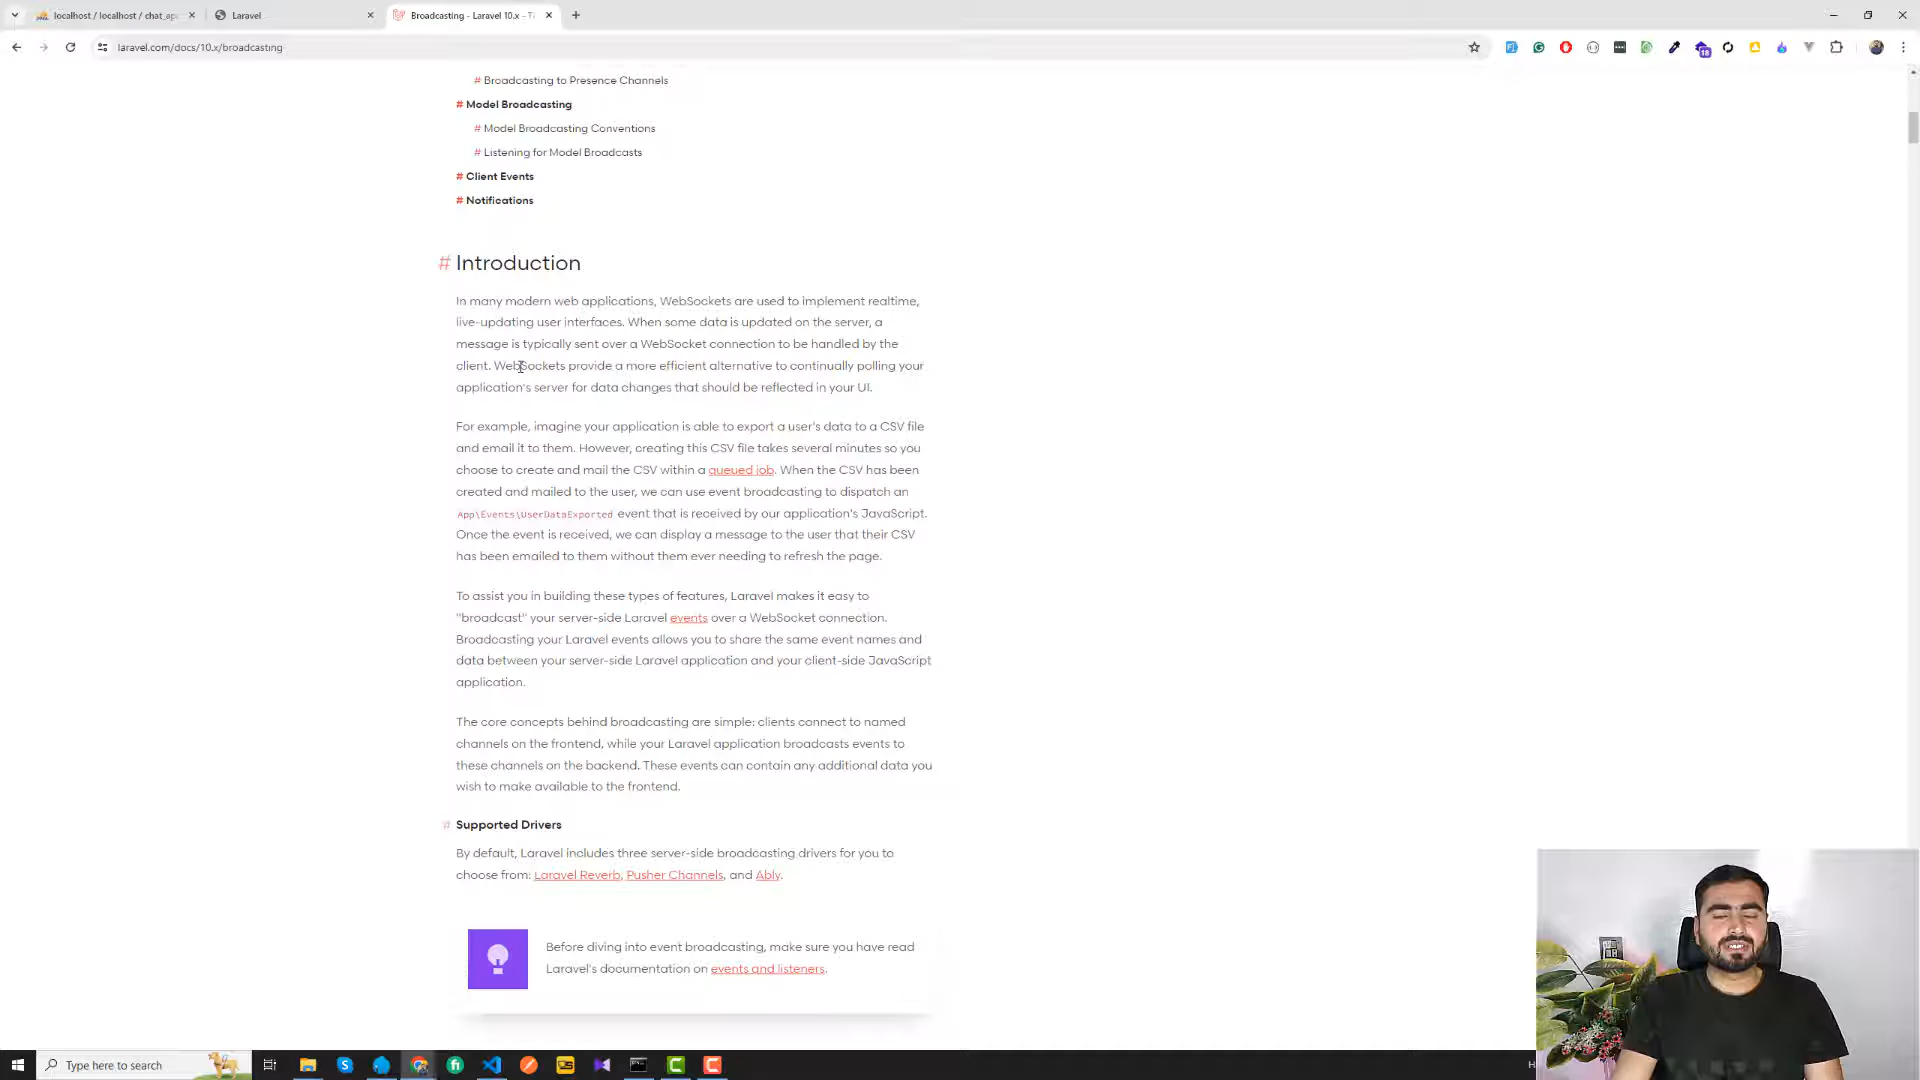 localhost / localhost / chat_ap
Laravel
Broadcasting - Laravel 10.x - T
laravel.com/docs/10.x/broadcasting
18
# Broadcasting to Presence Channels
# Model Broadcasting
# Model Broadcasting Conventions
# Listening for Model Broadcasts
# Client Events
# Notifications
# Introduction
In many modern web applications, WebSockets are used to implement realtime,
live-updating user interfaces. When some data is updated on the server, a
message is typically sent over a WebSocket connection to be handled by the
client. WebSockets provide a more efficient alternative to continually polling your
application's server for data changes that should be reflected in your UI.
For example, imagine your application is able to export a user's data to a CSV file
and email it to them. However, creating this CSV file takes several minutes so you
choose to create and mail the CSV within a queued job. When the CSV has been
created and mailed to the user, we can use event broadcasting to dispatch an
App\Events\UserDataExported event that is received by our application's JavaScript.
Once the event is received, we can display a message to the user that their CSV
has been emailed to them without them ever needing to refresh the page.
To assist you in building these types of features, Laravel makes it easy to
"broadcast" your server-side Laravel events over a WebSocket connection.
Broadcasting your Laravel events allows you to share the same event names and
data between your server-side Laravel application and your client-side JavaScript
application.
The core concepts behind broadcasting are simple: clients connect to named
channels on the frontend, while your Laravel application broadcasts events to
these channels on the backend. These events can contain any additional data you
wish to make available to the frontend.
# Supported Drivers
By default, Laravel includes three server-side broadcasting drivers for you to
choose from: Laravel Reverb, Pusher Channels, and Ably.
Before diving into event broadcasting, make sure you have read
Laravel's documentation on events and listeners.
Type here to search